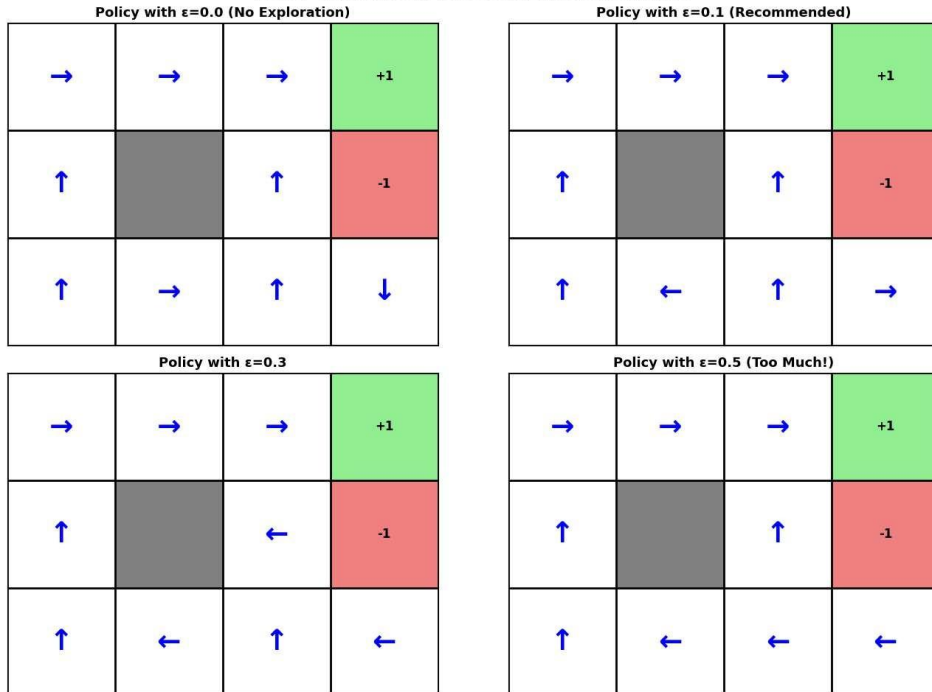 Policy with ε=0.0 (No Exploration)
→ → → +1
↑ ↑ -1
↑ → ↑ ↓
Policy with ε=0.1 (Recommended)
→ → → +1
↑ ↑ -1
↑ ← ↑ →
Policy with ε=0.3
→ → → +1
↑ ← -1
↑ ← ↑ ←
Policy with ε=0.5 (Too Much!)
→ → → +1
↑ ↑ -1
↑ ← ← ←